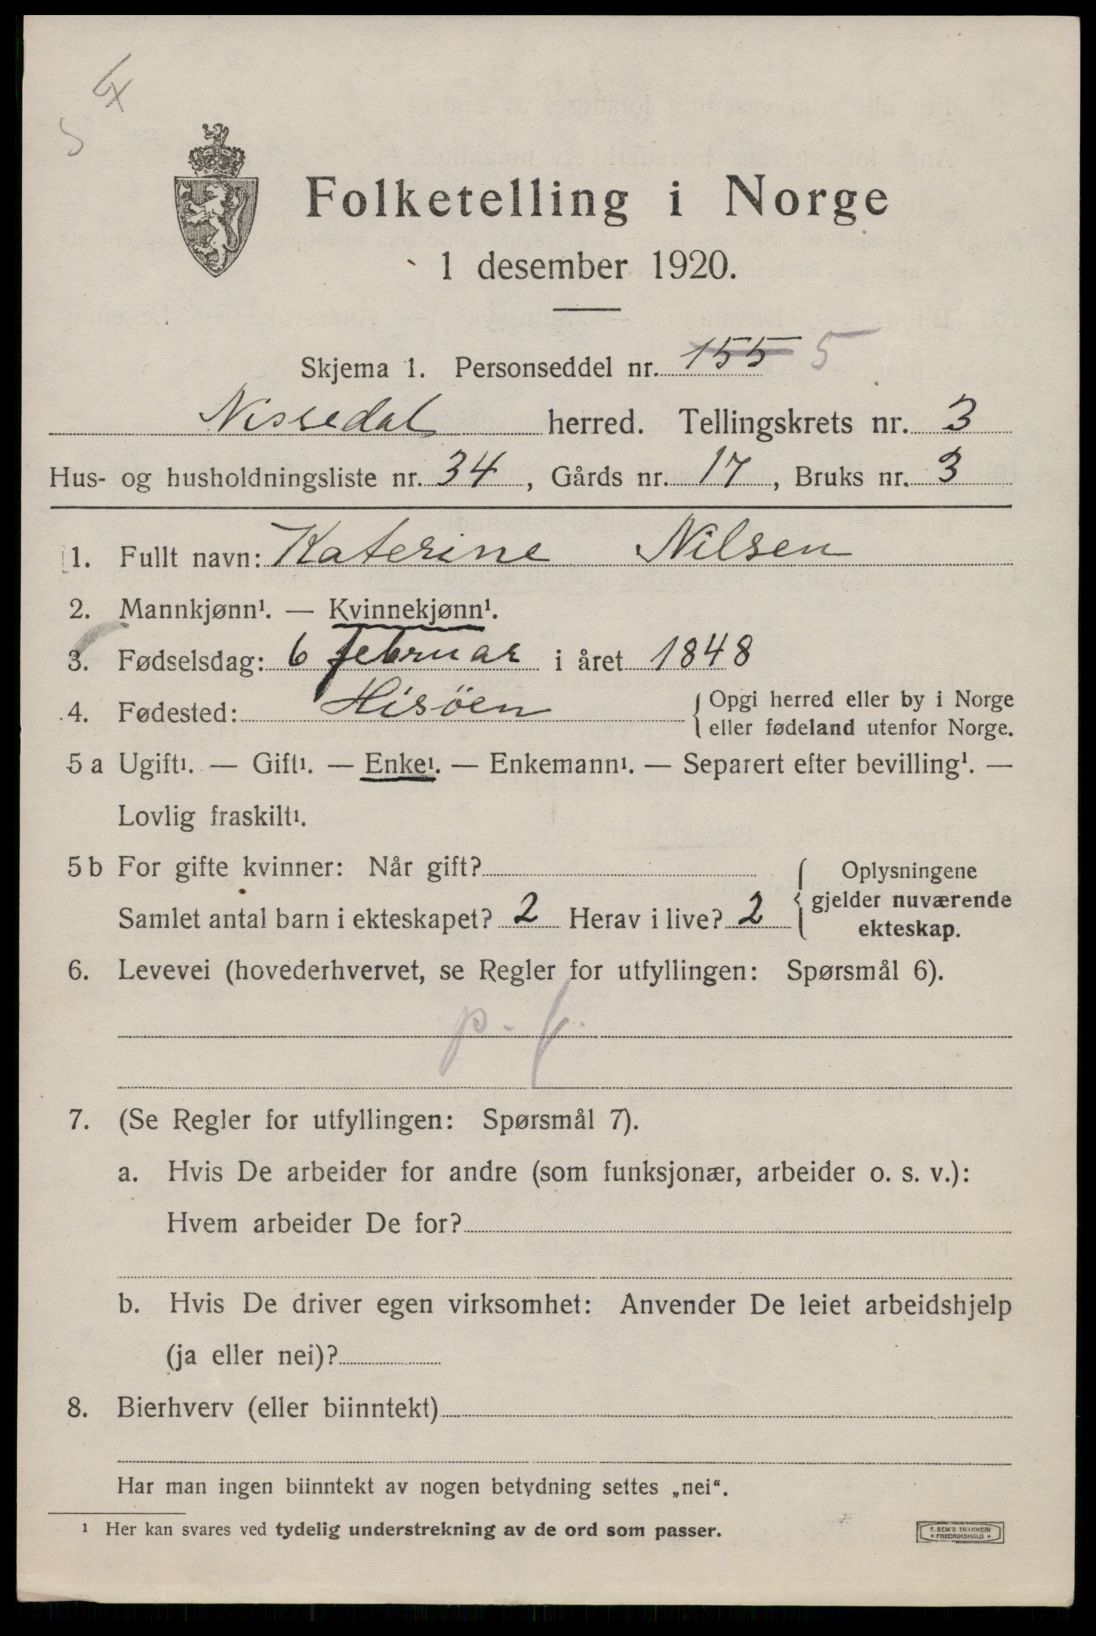 Folketelling i Norge
1 desember 1920.
Skjema 1. Personseddel nr. 155 5
Nissedal herred. Tellingskrets nr. 3
Hus- og husholdningsliste nr. 34, Gårds nr. 17, Bruks nr. 3
1. Fullt navn: Katerine Nilsen
2. Mannkjønn¹. — Kvinnekjønn¹.
3. Fødselsdag: 6 februar i året 1848
4. Fødested: Hisöen { Opgi herred eller by i Norge
eller fødeland utenfor Norge.
5 a Ugift¹. — Gift¹. — Enke¹. — Enkemann¹. — Separert efter bevilling¹. —
Lovlig fraskilt¹.
5 b For gifte kvinner: Når gift?
Samlet antal barn i ekteskapet? 2 Herav i live? 2
{ Oplysningene
gjelder nuværende
ekteskap.
6. Levevei (hovederhvervet, se Regler for utfyllingen: Spørsmål 6).
p. f.
7. (Se Regler for utfyllingen: Spørsmål 7).
a. Hvis De arbeider for andre (som funksjonær, arbeider o. s. v.):
Hvem arbeider De for?
b. Hvis De driver egen virksomhet: Anvender De leiet arbeidshjelp
(ja eller nei)?
8. Bierhverv (eller biinntekt)
Har man ingen biinntekt av nogen betydning settes „nei“.
¹ Her kan svares ved tydelig understrekning av de ord som passer.
E. SEM'S TRYKKERI
FREDRIKSHALD